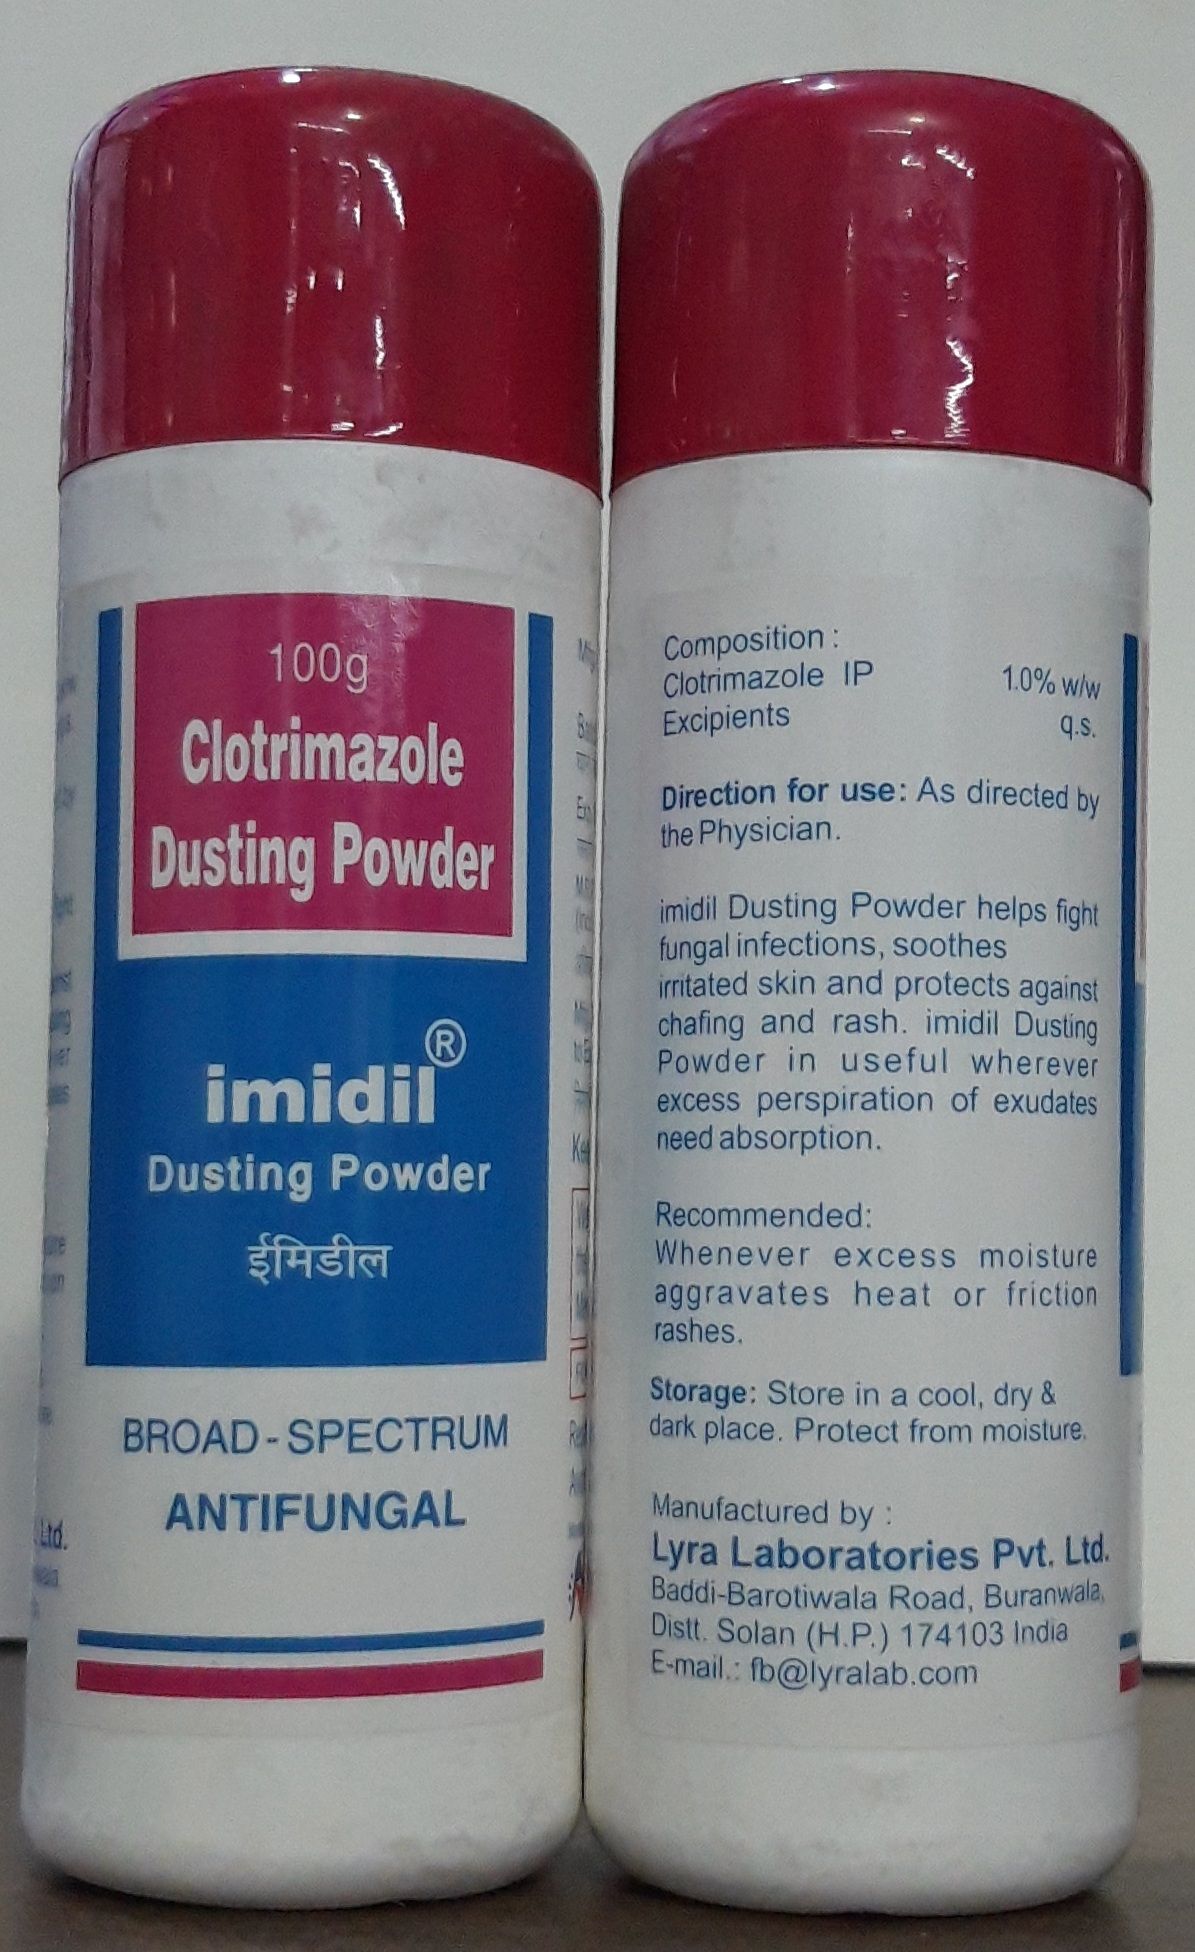 100g
Clotrimazole
Dusting Powder
imidil®
Dusting Powder
ईमिडील
BROAD-SPECTRUM
ANTIFUNGAL
Ltd.
Composition :
Clotrimazole IP 1.0% w/w
Excipients q.s.
Direction for use: As directed by
the Physician.
imidil Dusting Powder helps fight
fungal infections, soothes
irritated skin and protects against
chafing and rash. imidil Dusting
Powder in useful wherever
excess perspiration of exudates
need absorption.
Recommended:
Whenever excess moisture
aggravates heat or friction
rashes.
Storage: Store in a cool, dry &
dark place. Protect from moisture.
Manufactured by :
Lyra Laboratories Pvt. Ltd.
Baddi-Barotiwala Road, Buranwala,
Distt. Solan (H.P.) 174103 India
E-mail.: fb@lyralab.com